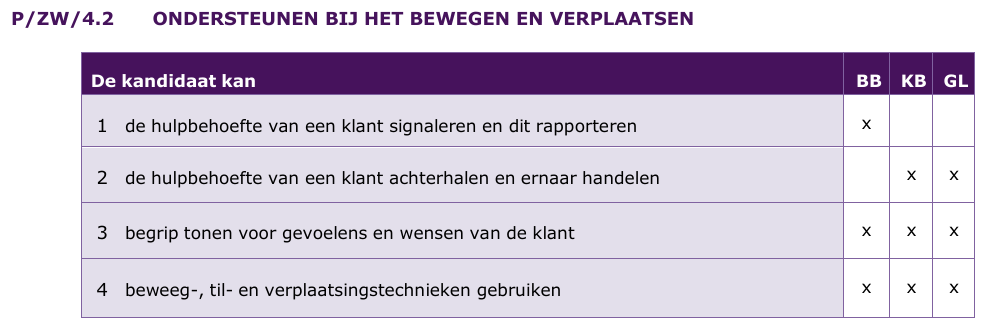 P/ZW/4.2 ONDERSTEUNEN BIJ HET BEWEGEN EN VERPLAATSEN
De kandidaat kan BB KB GL
1 de hulpbehoefte van een klant signaleren en dit rapporteren x
2 de hulpbehoefte van een klant achterhalen en ernaar handelen x x
3 begrip tonen voor gevoelens en wensen van de klant x x x
4 beweeg-, til- en verplaatsingstechnieken gebruiken x x x